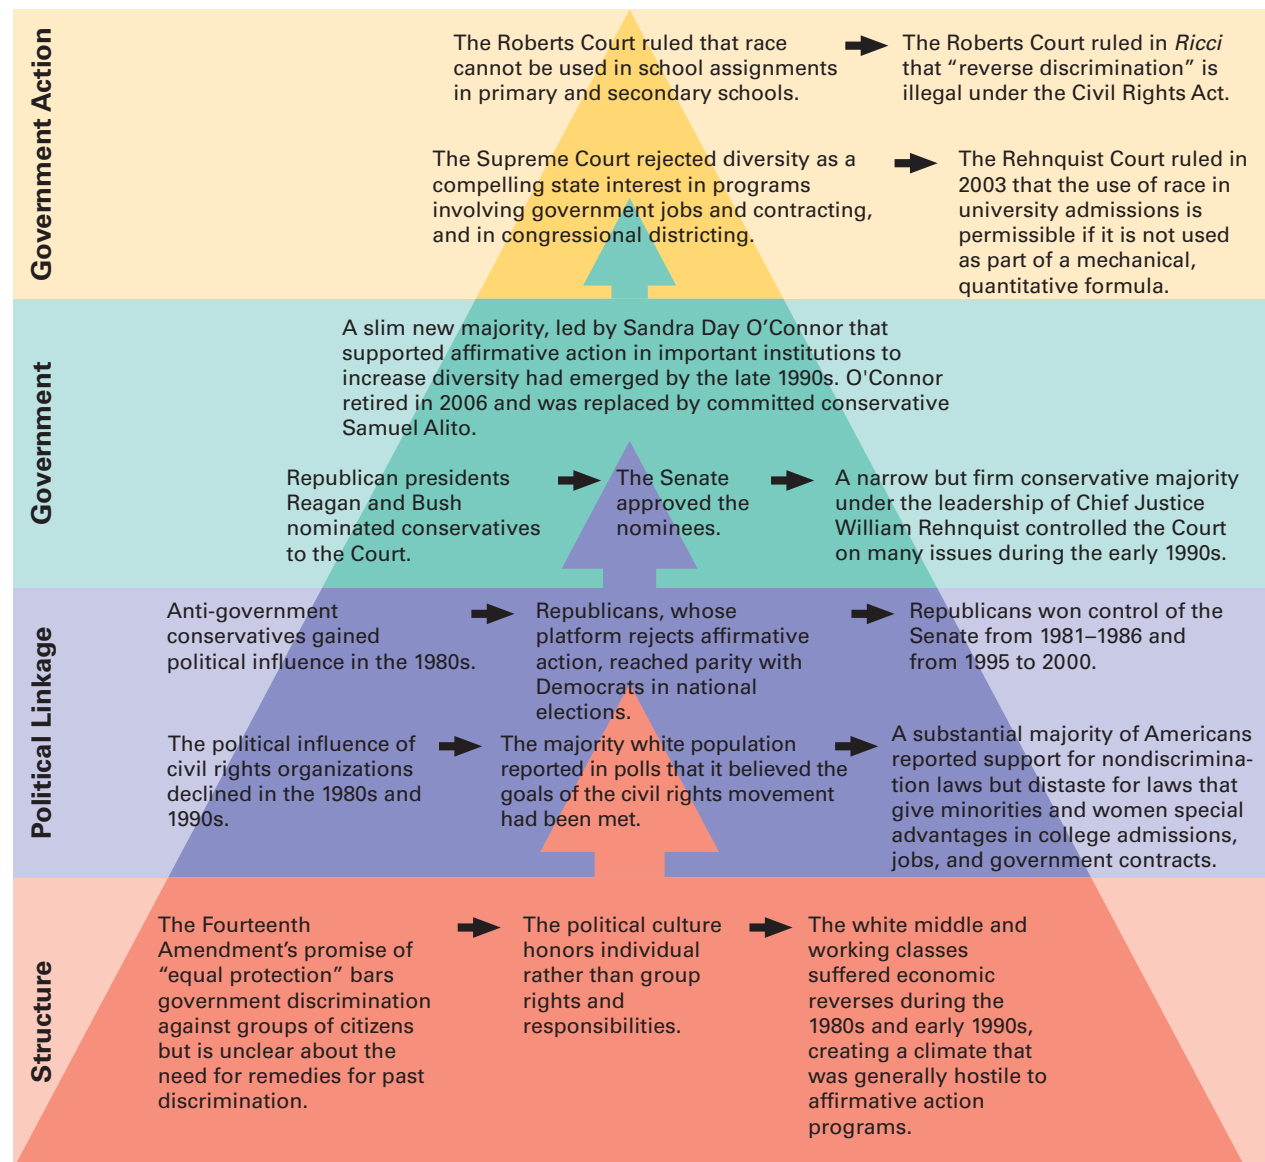 Government Action
The Roberts Court ruled that race
cannot be used in school assignments
in primary and secondary schools.
The Roberts Court ruled in Ricci
that “reverse discrimination” is
illegal under the Civil Rights Act.
The Supreme Court rejected diversity as a
compelling state interest in programs
involving government jobs and contracting,
and in congressional districting.
The Rehnquist Court ruled in
2003 that the use of race in
university admissions is
permissible if it is not used
as part of a mechanical,
quantitative formula.
Government
A slim new majority, led by Sandra Day O’Connor that
supported affirmative action in important institutions to
increase diversity had emerged by the late 1990s. O'Connor
retired in 2006 and was replaced by committed conservative
Samuel Alito.
Republican presidents
Reagan and Bush
nominated conservatives
to the Court.
The Senate
approved the
nominees.
A narrow but firm conservative majority
under the leadership of Chief Justice
William Rehnquist controlled the Court
on many issues during the early 1990s.
Political Linkage
Anti-government
conservatives gained
political influence in the 1980s.
Republicans, whose
platform rejects affirmative
action, reached parity with
Democrats in national
elections.
Republicans won control of the
Senate from 1981–1986 and
from 1995 to 2000.
The political influence of
civil rights organizations
declined in the 1980s and
1990s.
The majority white population
reported in polls that it believed the
goals of the civil rights movement
had been met.
A substantial majority of Americans
reported support for nondiscrimina-
tion laws but distaste for laws that
give minorities and women special
advantages in college admissions,
jobs, and government contracts.
Structure
The Fourteenth
Amendment’s promise of
“equal protection” bars
government discrimination
against groups of citizens
but is unclear about the
need for remedies for past
discrimination.
The political culture
honors individual
rather than group
rights and
responsibilities.
The white middle and
working classes
suffered economic
reverses during the
1980s and early 1990s,
creating a climate that
was generally hostile to
affirmative action
programs.